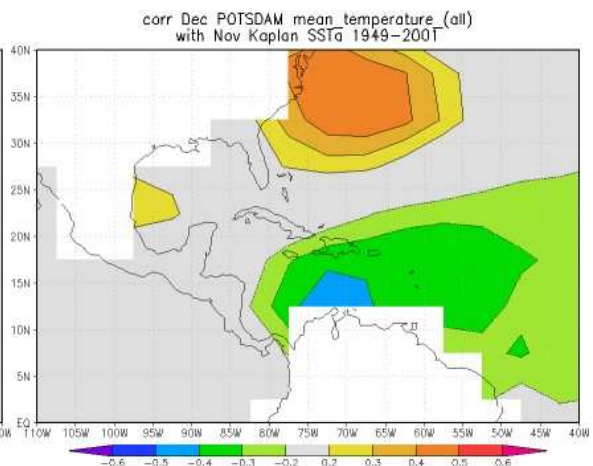 corr Dec POTSDAM mean_temperature_(all)
with Nov Kaplan SSTa 1949-2001
40N
35N
30N
25N
20N
15N
10N
5N
EQ
0W 110W 105W 100W 95W 90W 85W 80W 75W 70W 65W 60W 55W 50W 45W 40W
-0.6 -0.5 -0.4 -0.3 -0.2 0.2 0.3 0.4 0.5 0.6